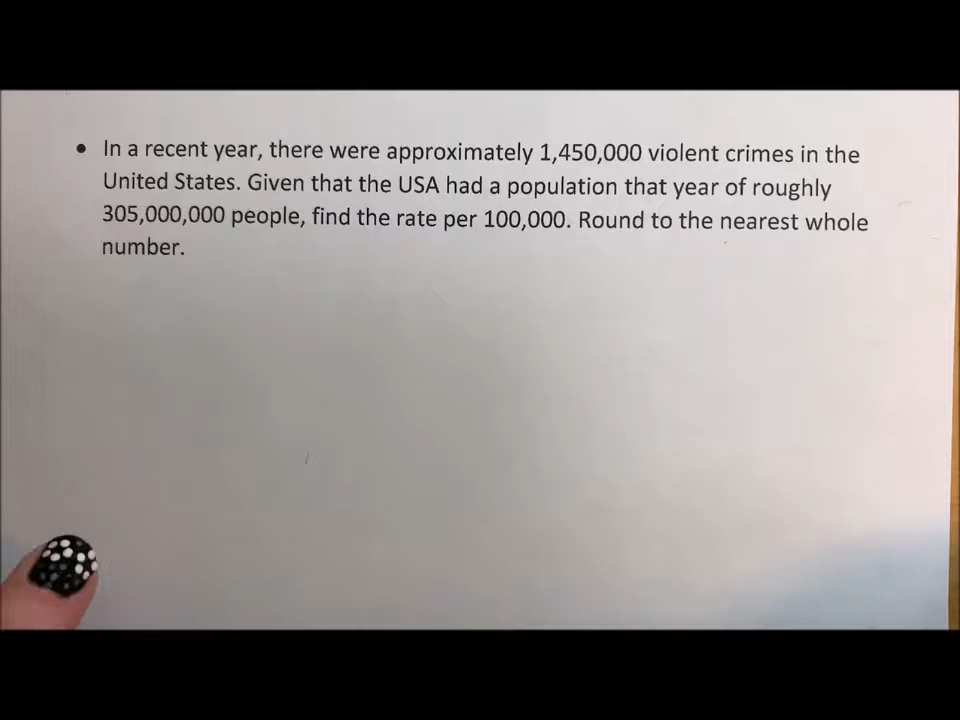 • In a recent year, there were approximately 1,450,000 violent crimes in the
United States. Given that the USA had a population that year of roughly
305,000,000 people, find the rate per 100,000. Round to the nearest whole
number.